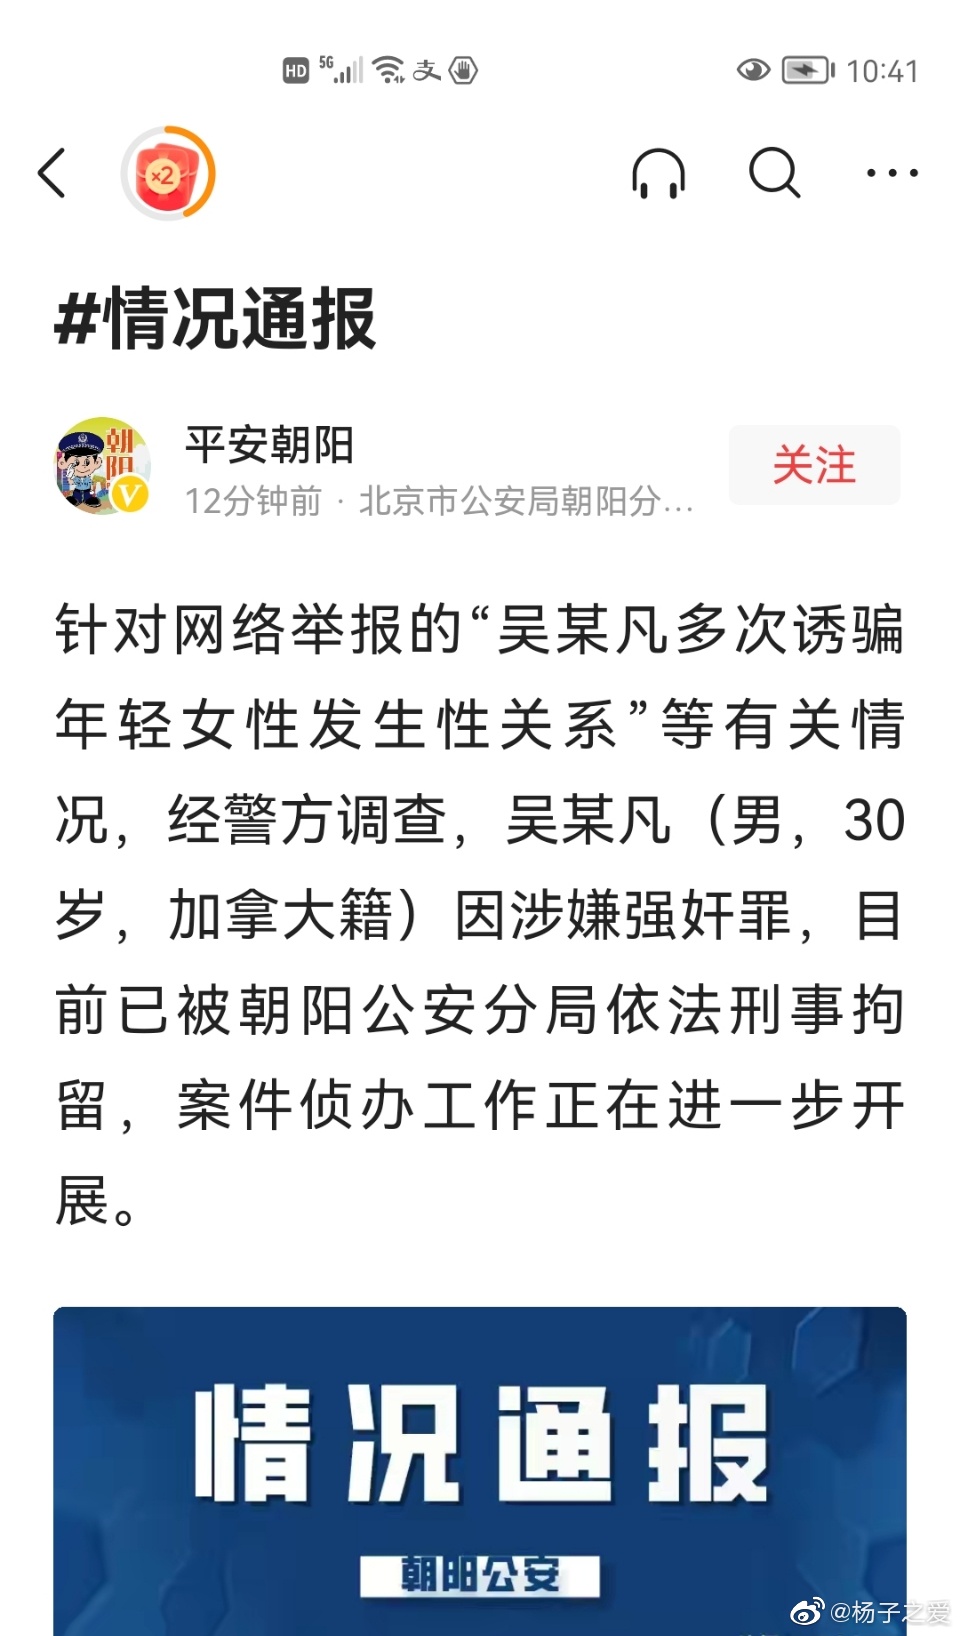 HD 5G 支 10:41
×2
#情况通报
朝阳
V
平安朝阳
关注
12分钟前 · 北京市公安局朝阳分...
针对网络举报的“吴某凡多次诱骗
年轻女性发生性关系”等有关情
况，经警方调查，吴某凡（男，30
岁，加拿大籍）因涉嫌强奸罪，目
前已被朝阳公安分局依法刑事拘
留，案件侦办工作正在进一步开
展。
情况通报
朝阳公安
@杨子之爱